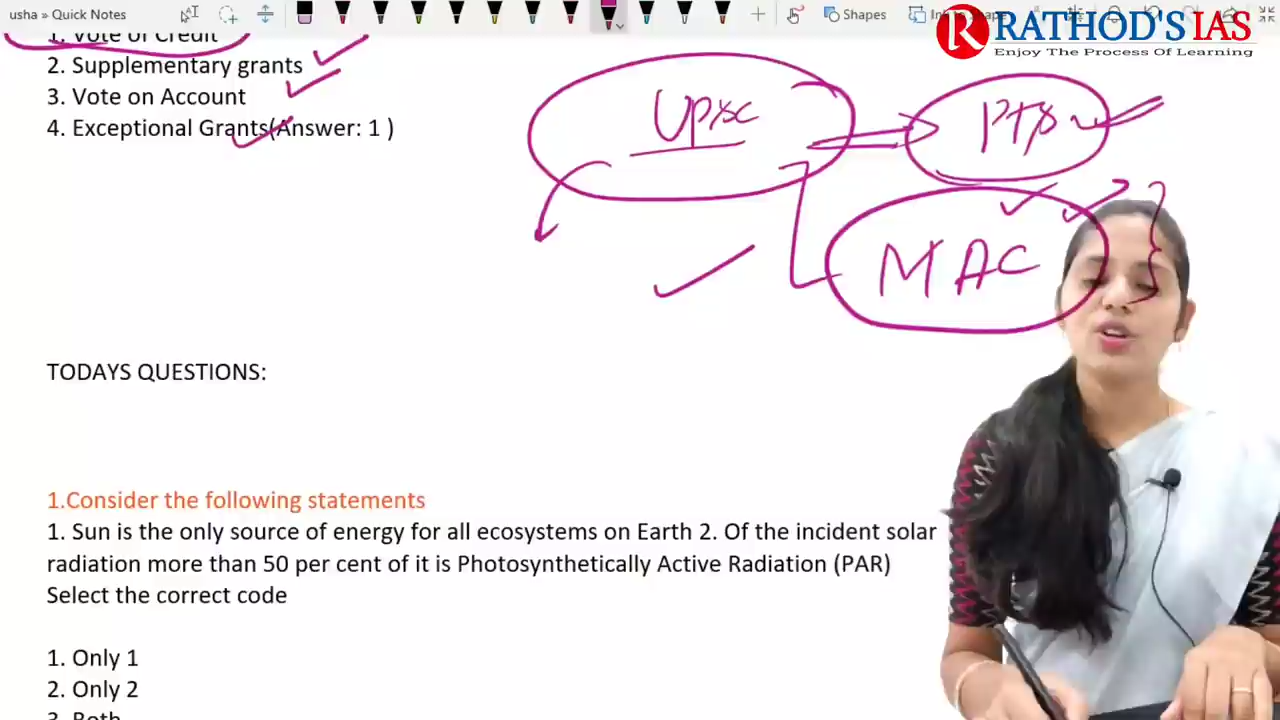 usha » Quick Notes
Shapes
RATHOD'S IAS
Enjoy The Process Of Learning
1. Vote of Credit
2. Supplementary grants
3. Vote on Account
4. Exceptional Grants(Answer: 1 )
UPSC
MAC
TODAYS QUESTIONS:
1.Consider the following statements
1. Sun is the only source of energy for all ecosystems on Earth 2. Of the incident solar
radiation more than 50 per cent of it is Photosynthetically Active Radiation (PAR)
Select the correct code
1. Only 1
2. Only 2
3. Both